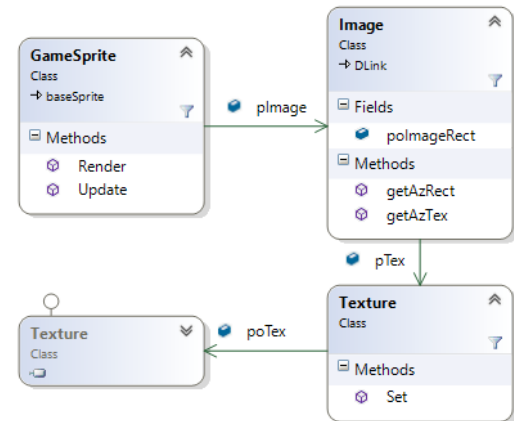 GameSprite
Class
baseSprite
Methods
Render
Update
pImage
Image
Class
DLink
Fields
poImageRect
Methods
getAzRect
getAzTex
pTex
Texture
Class
Methods
Set
poTex
Texture
Class